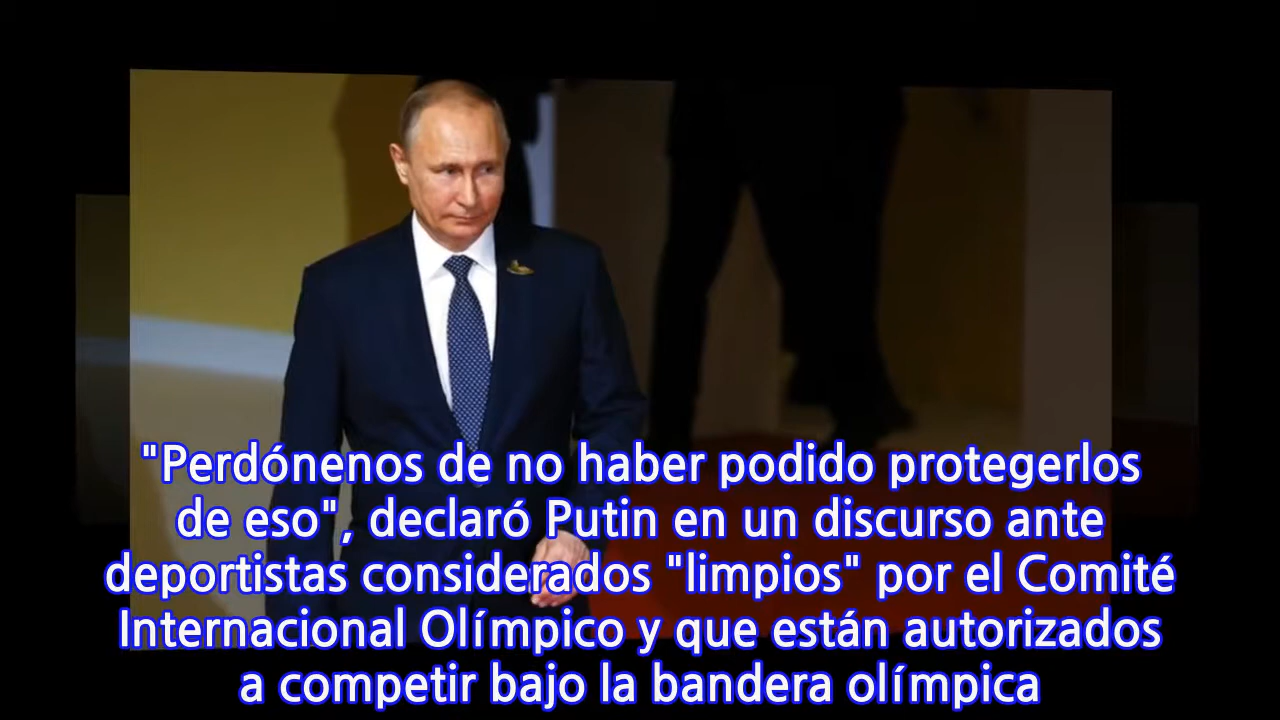 "Perdónenos de no haber podido protegerlos
de eso", declaró Putin en un discurso ante
deportistas considerados "limpios" por el Comité
Internacional Olímpico y que están autorizados
a competir bajo la bandera olímpica